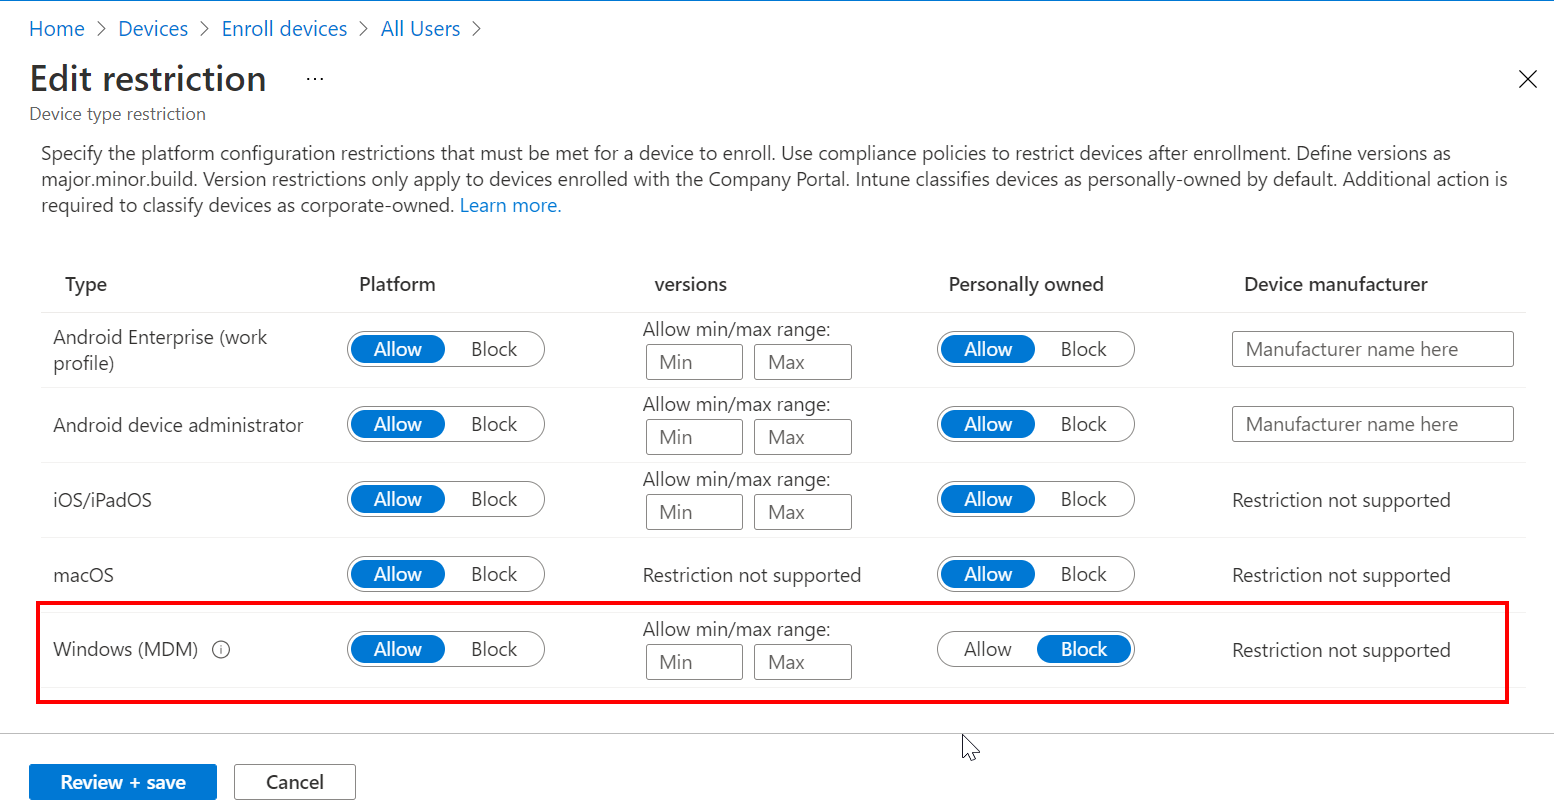 Home > Devices > Enroll devices > All Users >
Edit restriction ...
Device type restriction
Specify the platform configuration restrictions that must be met for a device to enroll. Use compliance policies to restrict devices after enrollment. Define versions as
major.minor.build. Version restrictions only apply to devices enrolled with the Company Portal. Intune classifies devices as personally-owned by default. Additional action is
required to classify devices as corporate-owned. Learn more.
Type Platform versions Personally owned Device manufacturer
Android Enterprise (work
profile)
Allow Block
Allow min/max range:
Min Max
Allow Block
Manufacturer name here
Android device administrator
Allow Block
Allow min/max range:
Min Max
Allow Block
Manufacturer name here
iOS/iPadOS
Allow Block
Allow min/max range:
Min Max
Allow Block
Restriction not supported
macOS
Allow Block
Restriction not supported
Allow Block
Restriction not supported
Windows (MDM)
Allow Block
Allow min/max range:
Min Max
Allow Block
Restriction not supported
Review + save Cancel